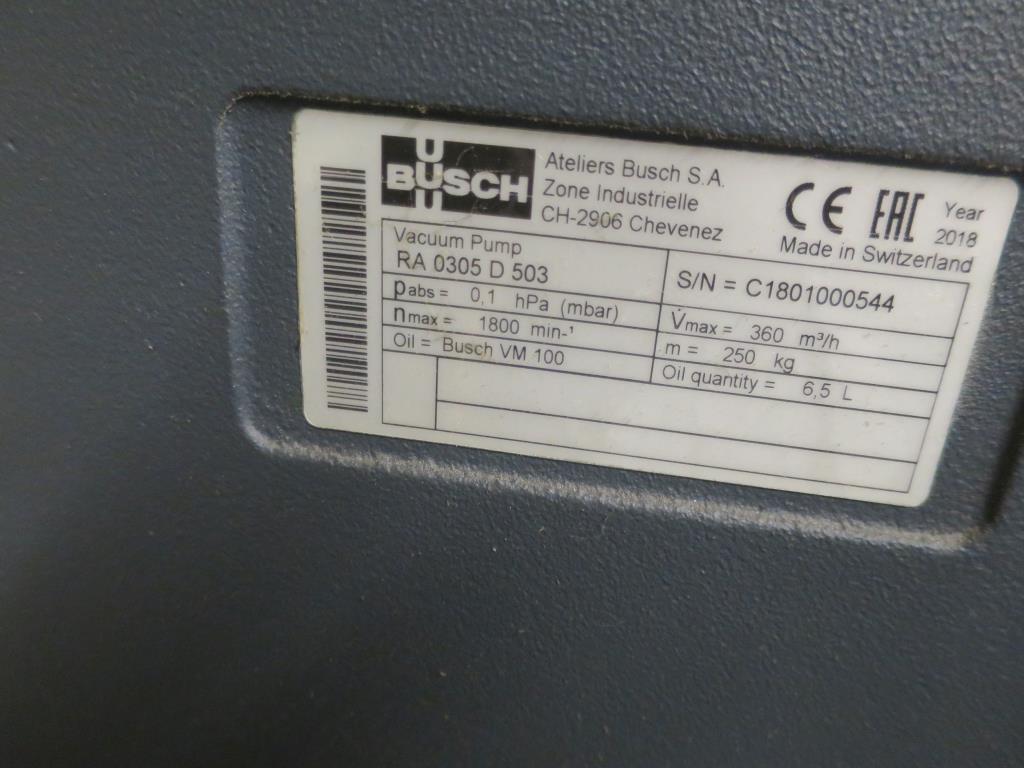 BUSCH
Ateliers Busch S.A.
Zone Industrielle
CH-2906 Chevenez
CE EAC Year
2018
Made in Switzerland
Vacuum Pump
RA 0305 D 503
S/N = C1801000544
pabs = 0,1 hPa (mbar)
V̇max = 360 m³/h
nmax = 1800 min-¹
m = 250 kg
Oil = Busch VM 100
Oil quantity = 6,5 L